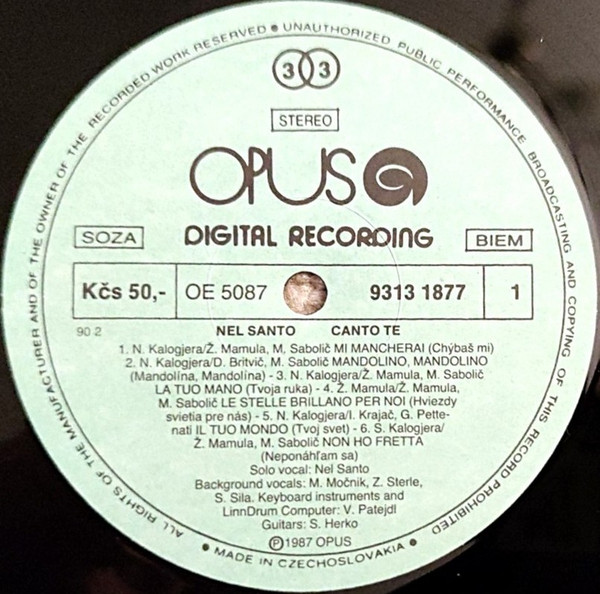 ALL RIGHTS OF THE MANUFACTURER AND OF THE OWNER OF THE RECORDED WORK RESERVED ● UNAUTHORIZED PUBLIC PERFORMANCE BROADCASTING AND COPYING OF THIS RECORD PROHIBITED
33
STEREO
OPUS
SOZA DIGITAL RECORDING BIEM
Kčs 50,- OE 5087 9313 1877 1
90 2 NEL SANTO CANTO TE
1. N. Kalogjera/Ž. Mamula, M. Sabolič MI MANCHERAI (Chýbaš mi)
2. N. Kalogjera/D. Britvič, M. Sabolič MANDOLINO, MANDOLINO
(Mandolína, Mandolína) - 3. N. Kalogjera/Ž. Mamula, M. Sabolič
LA TUO MANO (Tvoja ruka) - 4. Ž. Mamula/Ž. Mamula,
M. Sabolič LE STELLE BRILLANO PER NOI (Hviezdy
svietia pre nás) - 5. N. Kalogjera/I. Krajač, G. Pette-
nati IL TUO MONDO (Tvoj svet) - 6. S. Kalogjera/
Ž. Mamula, M. Sabolič NON HO FRETTA
(Neponáhľam sa)
Solo vocal: Nel Santo
Background vocals: M. Močnik, Z. Sterle,
S. Sila. Keyboard instruments and
LinnDrum Computer: V. Patejdl
Guitars: S. Herko
Ⓟ1987 OPUS
● MADE IN CZECHOSLOVAKIA ●